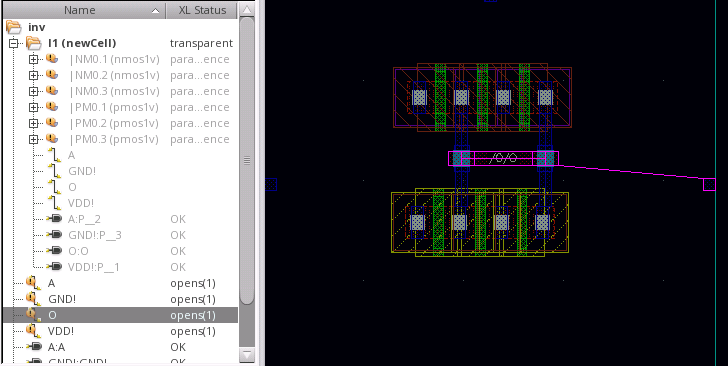 Name XL Status
inv
I1 (newCell) transparent
|NM0.1 (nmos1v) para...ence
|NM0.2 (nmos1v) para...ence
|NM0.3 (nmos1v) para...ence
|PM0.1 (pmos1v) para...ence
|PM0.2 (pmos1v) para...ence
|PM0.3 (pmos1v) para...ence
A
GND!
O
VDD!
A:P__2 OK
GND!:P__3 OK
O:O OK
VDD!:P__1 OK
A opens(1)
GND! opens(1)
O opens(1)
VDD! opens(1)
A:A OK
GND!:GND! OK
/O/O